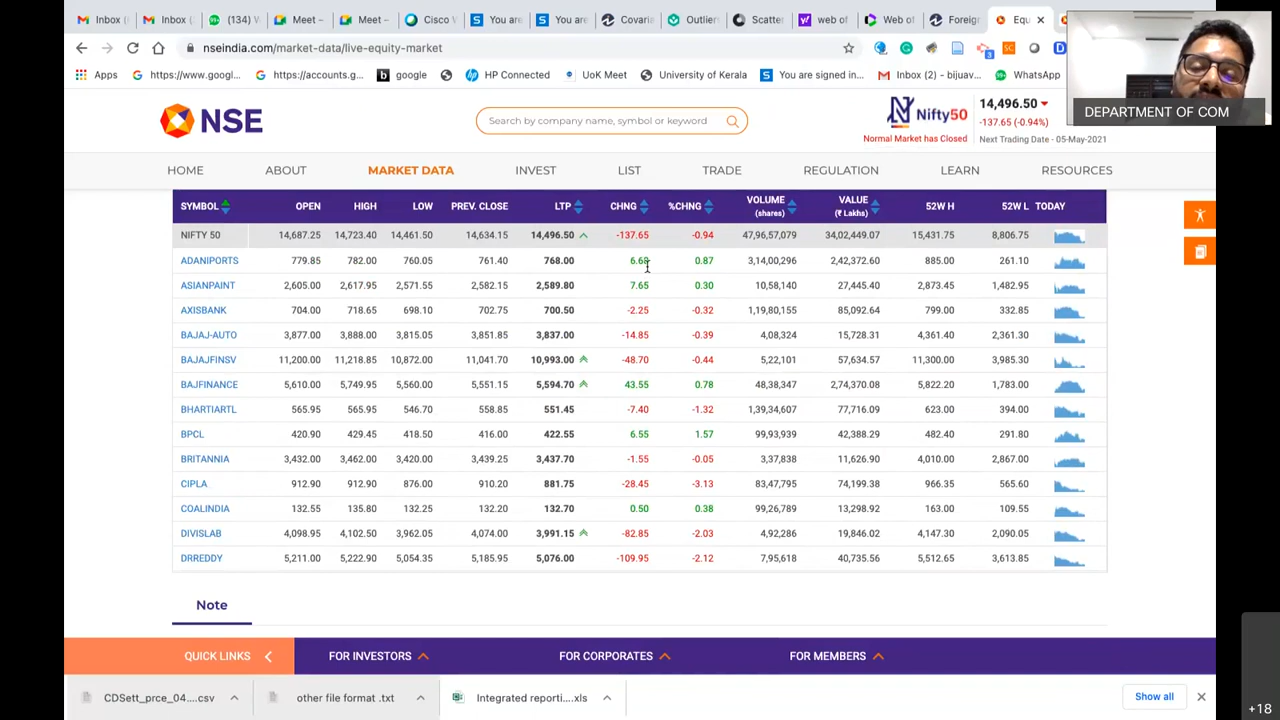 Inbox (
Inbox (2
(134) W
Meet –
Meet –
Cisco V
You are
You are
Covaria
Outlier
Scatter
web of
Web of
Foreig
Equ
nseindia.com/market-data/live-equity-market
Apps
https://www.googl...
https://accounts.g...
google
HP Connected
UoK Meet
University of Kerala
You are signed in...
Inbox (2) - bijuav...
WhatsApp
DEPARTMENT OF COM
NSE
Search by company name, symbol or keyword
Nifty50
14,496.50
-137.65 (-0.94%)
Normal Market has Closed
Next Trading Date - 05-May-2021
HOME ABOUT MARKET DATA INVEST LIST TRADE REGULATION LEARN RESOURCES
SYMBOL OPEN HIGH LOW PREV. CLOSE LTP CHNG %CHNG VOLUME (shares) VALUE (₹ Lakhs) 52W H 52W L TODAY
NIFTY 50 14,687.25 14,723.40 14,461.50 14,634.15 14,496.50 -137.65 -0.94 47,96,57,079 34,02,449.07 15,431.75 8,806.75
ADANIPORTS 779.85 782.00 760.05 761.40 768.00 6.60 0.87 3,14,00,296 2,42,372.60 885.00 261.10
ASIANPAINT 2,605.00 2,617.95 2,571.55 2,582.15 2,589.80 7.65 0.30 10,58,140 27,445.40 2,873.45 1,482.95
AXISBANK 704.00 718.65 698.10 702.75 700.50 -2.25 -0.32 1,19,80,155 85,092.64 799.00 332.85
BAJAJ-AUTO 3,877.00 3,888.00 3,815.05 3,851.85 3,837.00 -14.85 -0.39 4,08,324 15,728.31 4,361.40 2,361.30
BAJAJFINSV 11,200.00 11,218.85 10,872.00 11,041.70 10,993.00 -48.70 -0.44 5,22,101 57,634.57 11,300.00 3,985.30
BAJFINANCE 5,610.00 5,749.95 5,560.00 5,551.15 5,594.70 43.55 0.78 48,38,347 2,74,370.08 5,822.20 1,783.00
BHARTIARTL 565.95 565.95 546.70 558.85 551.45 -7.40 -1.32 1,39,34,607 77,716.09 623.00 394.00
BPCL 420.90 429.45 418.50 416.00 422.55 6.55 1.57 99,93,939 42,388.29 482.40 291.80
BRITANNIA 3,432.00 3,462.00 3,420.00 3,439.25 3,437.70 -1.55 -0.05 3,37,838 11,626.90 4,010.00 2,867.00
CIPLA 912.90 912.90 876.00 910.20 881.75 -28.45 -3.13 83,47,795 74,199.38 966.35 565.60
COALINDIA 132.55 135.80 132.25 132.20 132.70 0.50 0.38 99,26,789 13,298.92 163.00 109.55
DIVISLAB 4,098.95 4,102.50 3,962.05 4,074.00 3,991.15 -82.85 -2.03 4,92,286 19,846.02 4,147.30 2,090.05
DRREDDY 5,211.00 5,222.90 5,054.35 5,185.95 5,076.00 -109.95 -2.12 7,95,618 40,735.56 5,512.65 3,613.85
Note
QUICK LINKS FOR INVESTORS FOR CORPORATES FOR MEMBERS
CDSett_prce_04....csv
other file format .txt
Integrated reporti....xls
Show all
+18